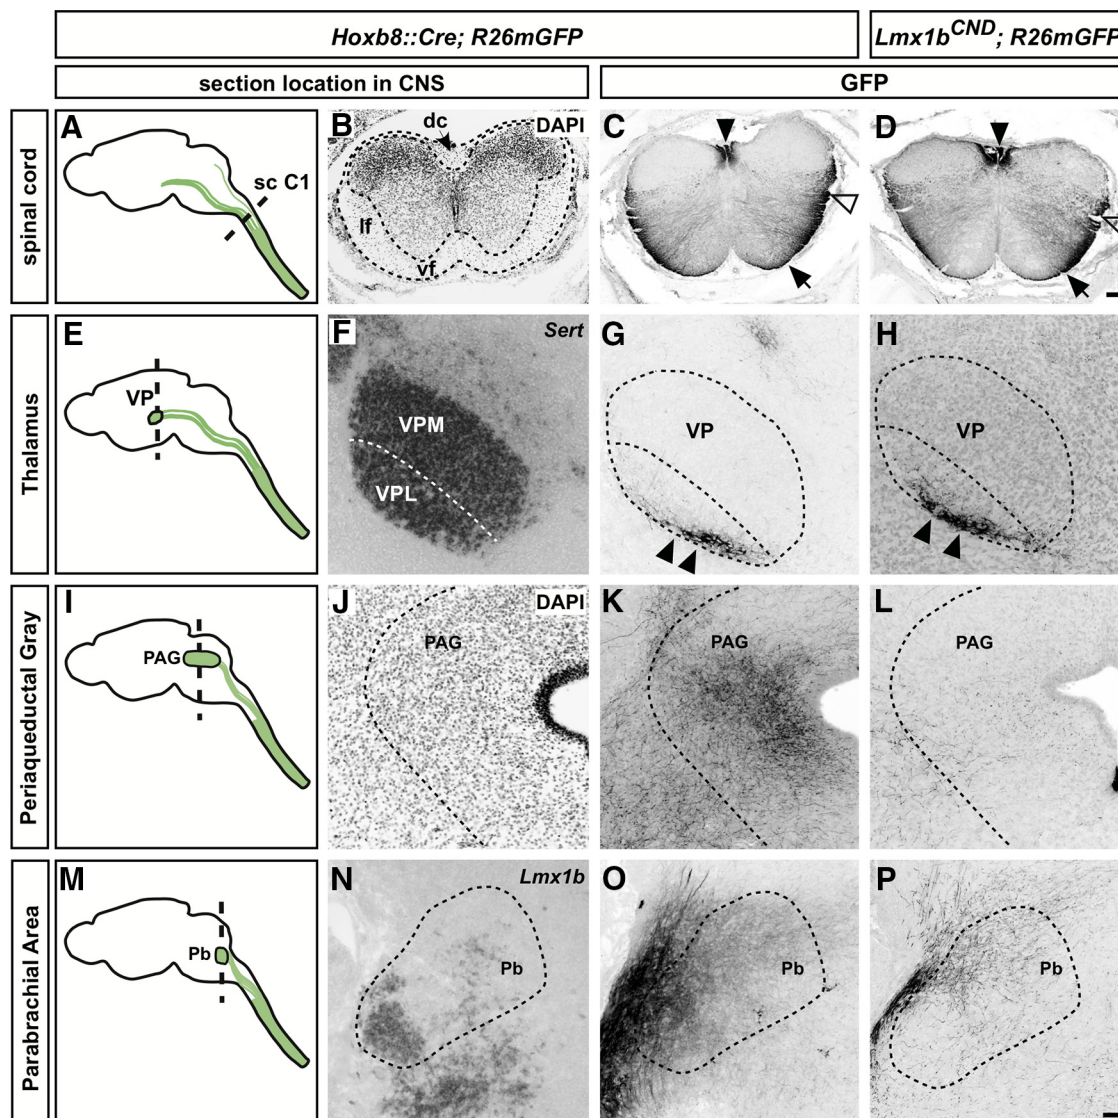 Hoxb8::Cre; R26mGFP
Lmx1bCND; R26mGFP
section location in CNS
GFP
spinal cord
A
sc C1
B
dc
DAPI
lf
vf
C
D
Thalamus
E
VP
F
Sert
VPM
VPL
G
VP
H
VP
Periaqueductal Gray
I
PAG
J
DAPI
PAG
K
PAG
L
PAG
Parabrachial Area
M
Pb
N
Lmx1b
Pb
O
Pb
P
Pb